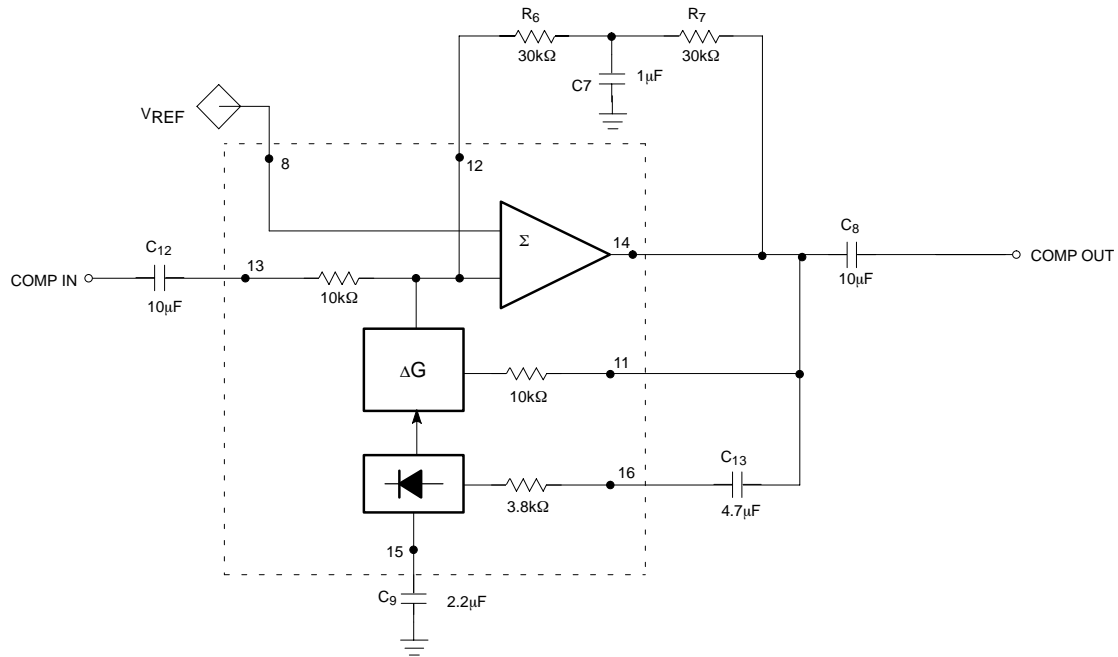 R6
30kΩ
R7
30kΩ
C7
1µF
VREF
8
12
Σ
14
C8
10µF
COMP OUT
COMP IN
C12
10µF
13
10kΩ
ΔG
10kΩ
11
3.8kΩ
16
C13
4.7µF
15
C9
2.2µF